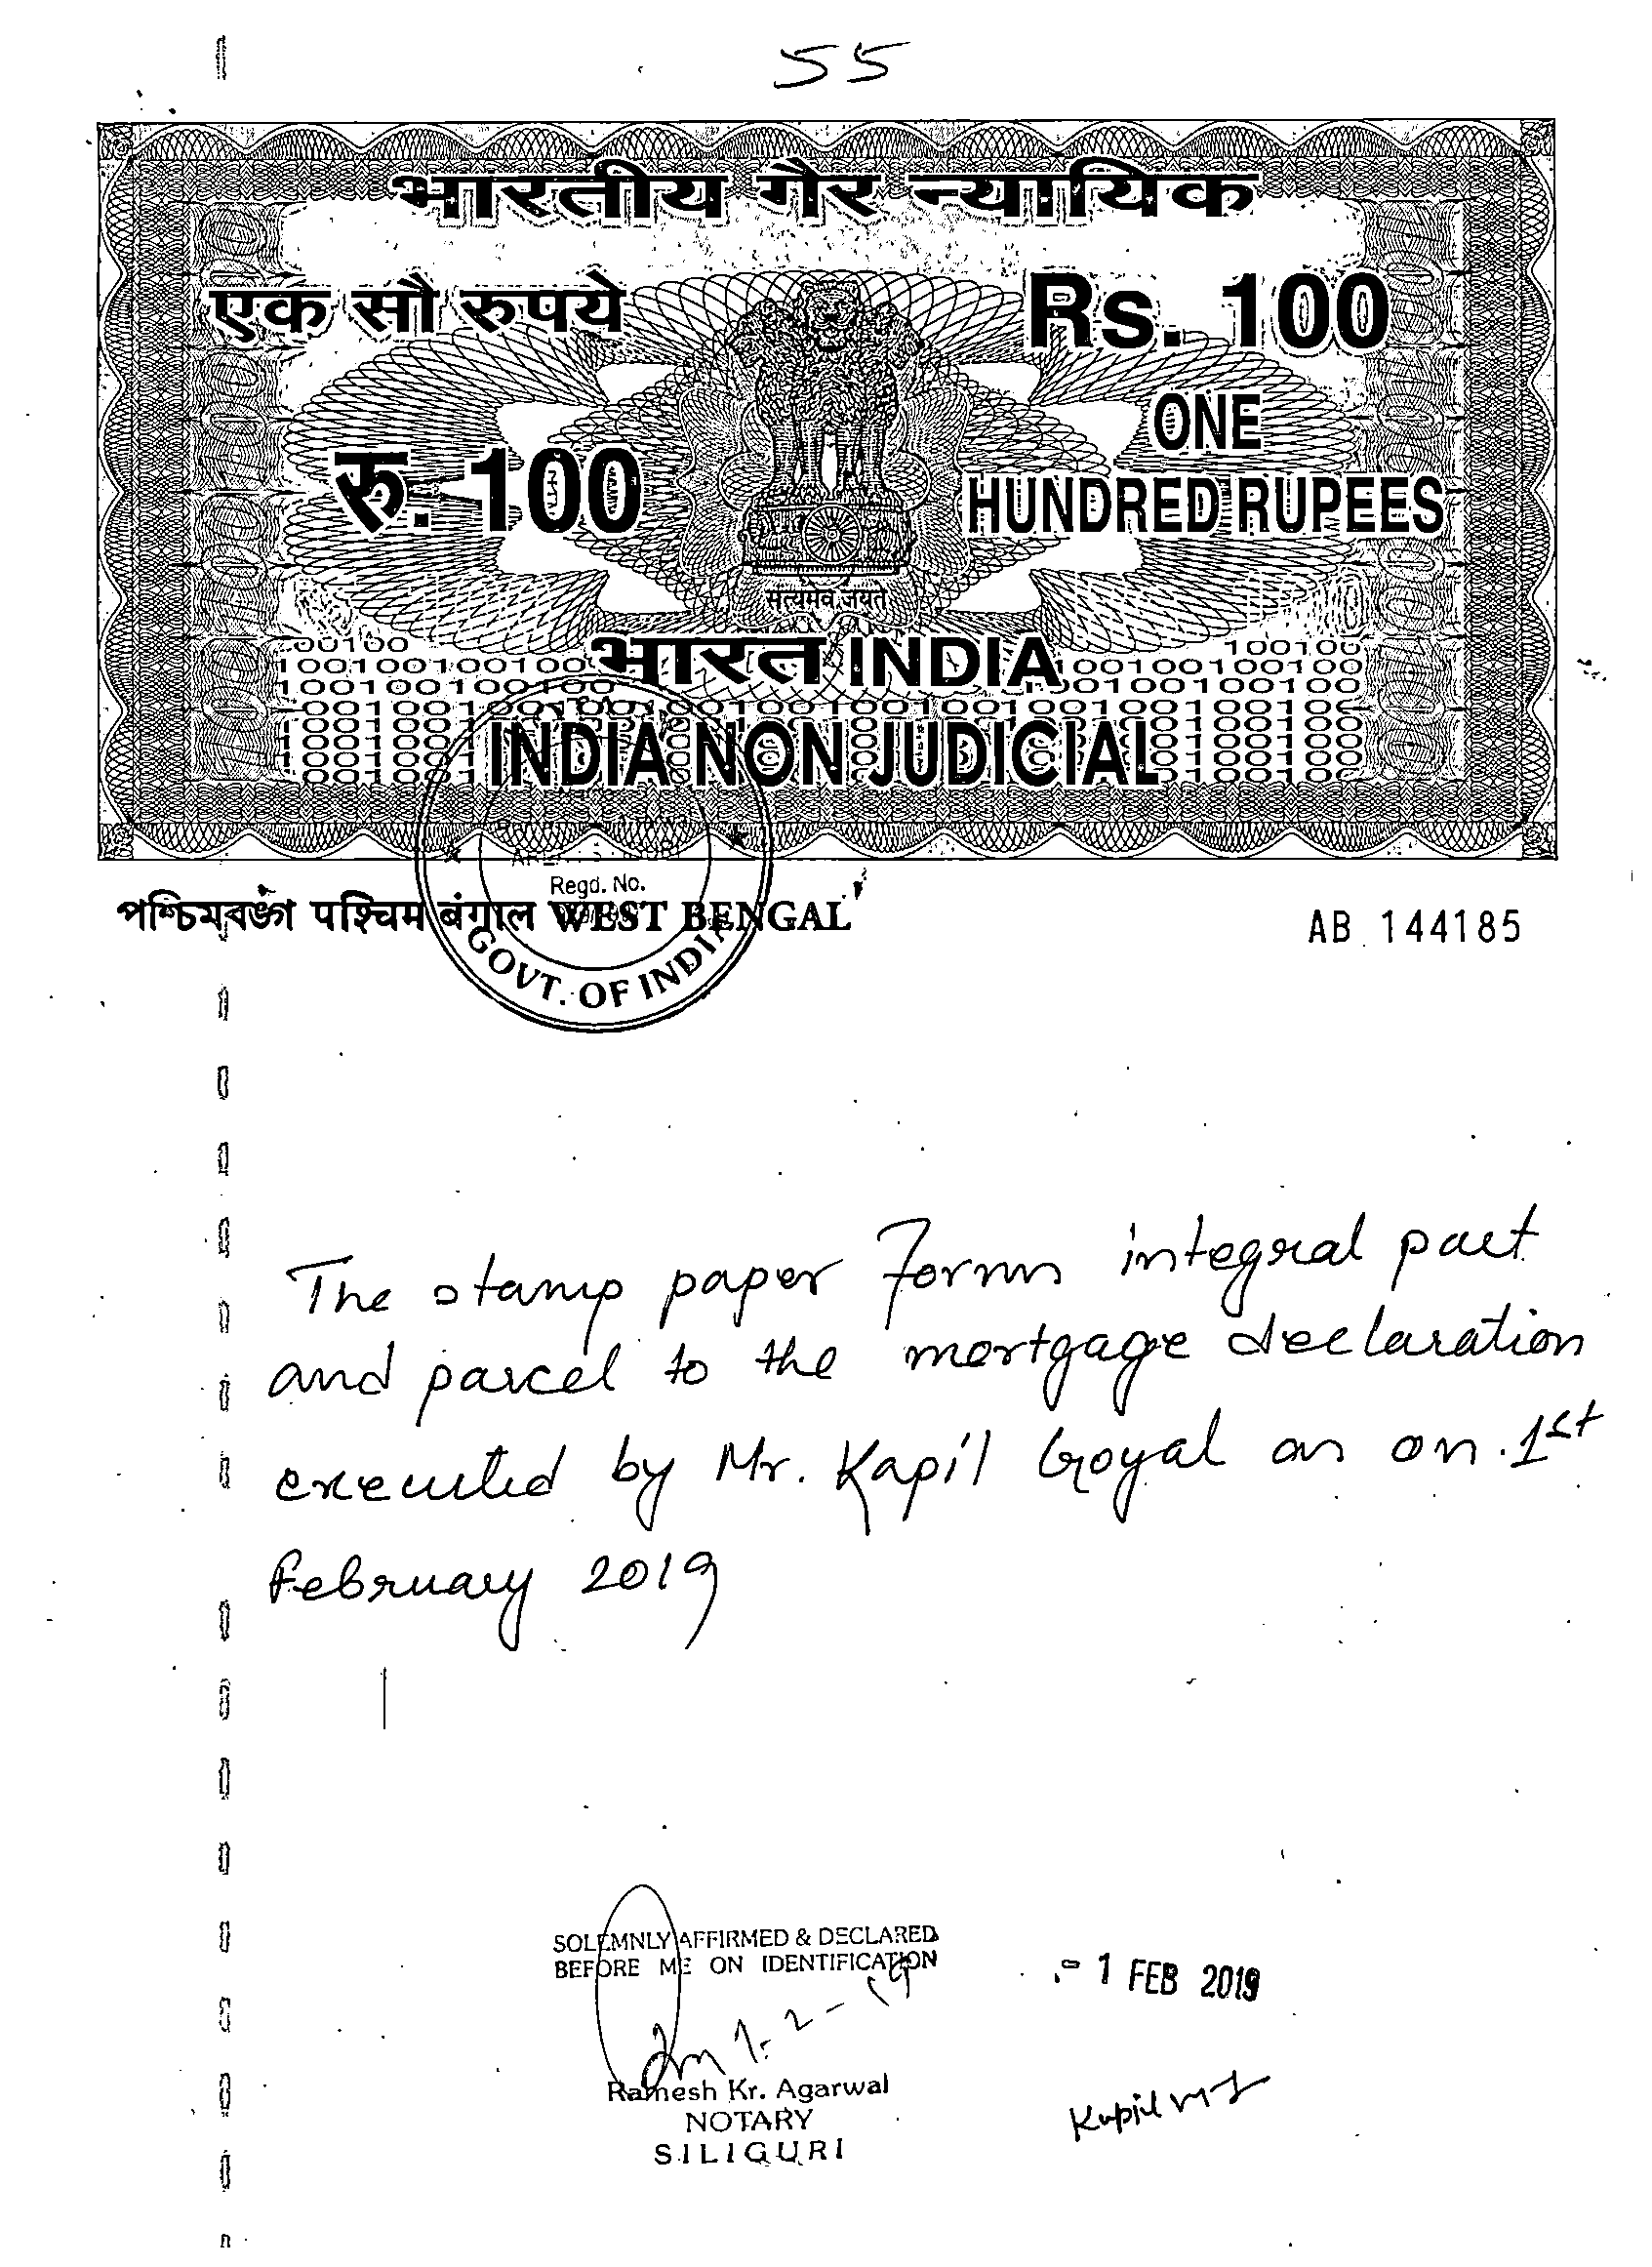 55
भारतीय गैर न्यायिक
एक सौ रुपये
Rs. 100
रु. 100
ONE
HUNDRED RUPEES
सत्यमेव जयते
भारत INDIA
INDIA NON JUDICIAL
Regd. No.
GOVT. OF INDIA
পশ্চিমবঙ্গ पश्चिम बंगाल WEST BENGAL
AB 144185
The stamp paper Forms integral part
and parcel to the mortgage declaration
executed by Mr. Kapil Goyal as on 1st
February 2019
SOLEMNLY AFFIRMED & DECLARED
BEFORE ME ON IDENTIFICATION
- 1 FEB 2019
1-2-19
Ramesh Kr. Agarwal
NOTARY
SILIGURI
Kapil